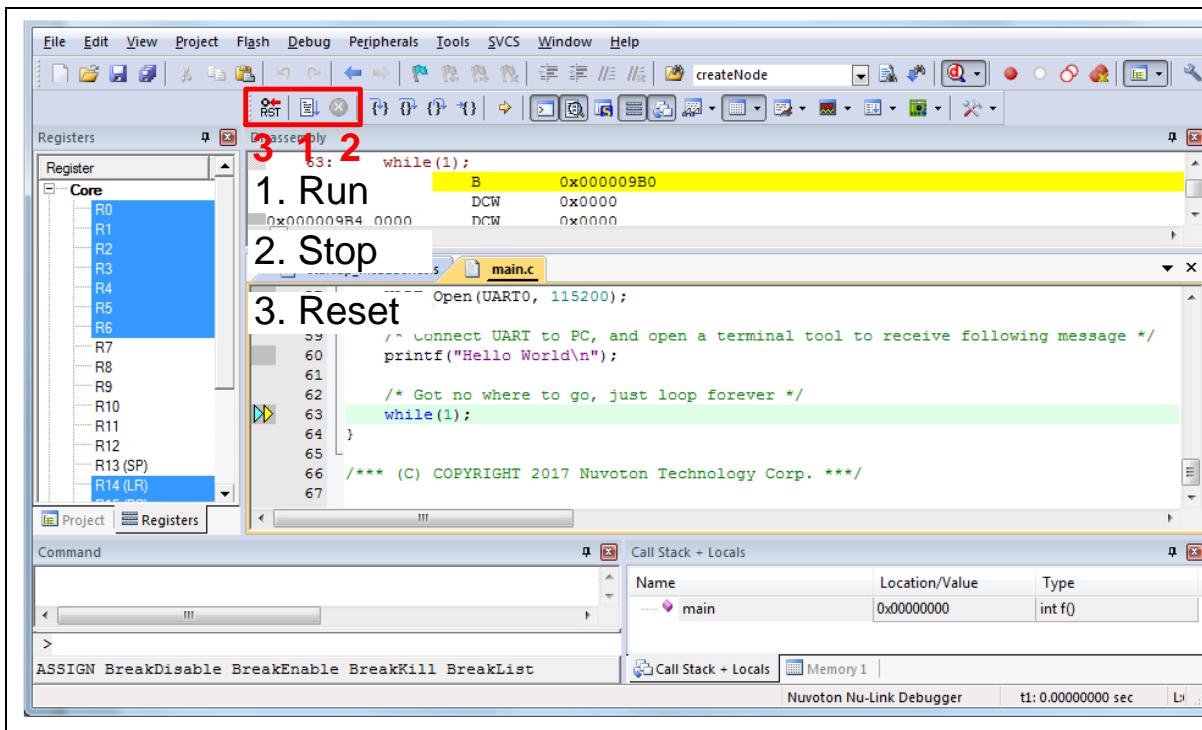 File Edit View Project Flash Debug Peripherals Tools SVCS Window Help
createNode
RST
3 1 2
Registers
Disassembly
Register
Core
R0
R1
R2
R3
R4
R5
R6
R7
R8
R9
R10
R11
R12
R13 (SP)
R14 (LR)
Project Registers
63: while(1);
B 0x000009B0
DCW 0x0000
0x000009B4 0000 DCW 0x0000
1. Run
2. Stop
3. Reset
main.c
Open(UART0, 115200);
59 /* Connect UART to PC, and open a terminal tool to receive following message */
60 printf("Hello World\n");
61
62 /* Got no where to go, just loop forever */
63 while(1);
64 }
65
66 /*** (C) COPYRIGHT 2017 Nuvoton Technology Corp. ***/
67
Command
>
ASSIGN BreakDisable BreakEnable BreakKill BreakList
Call Stack + Locals
Name Location/Value Type
main 0x00000000 int f()
Call Stack + Locals Memory 1
Nuvoton Nu-Link Debugger t1: 0.00000000 sec